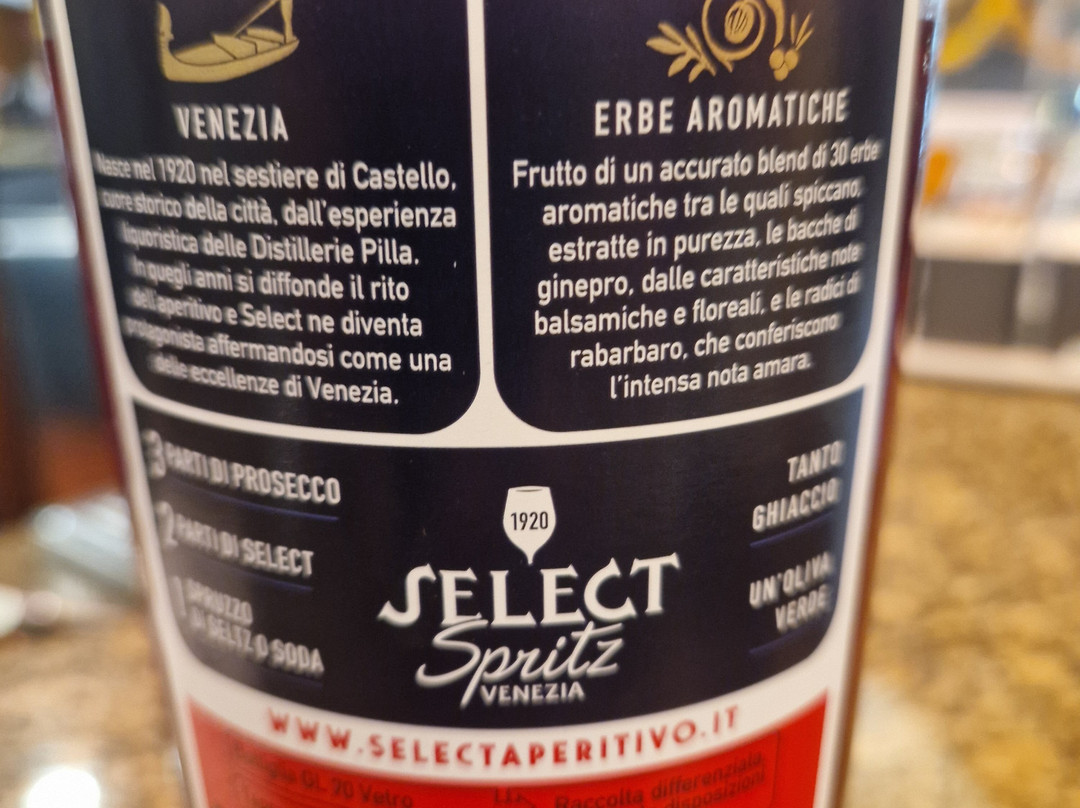 VENEZIA
Nasce nel 1920 nel sestiere di Castello,
cuore storico della città, dall'esperienza
liquoristica delle Distillerie Pilla.
In quegli anni si diffonde il rito
dell'aperitivo e Select ne diventa
protagonista affermandosi come una
delle eccellenze di Venezia.
ERBE AROMATICHE
Frutto di un accurato blend di 30 erbe
aromatiche tra le quali spiccano,
estratte in purezza, le bacche di
ginepro, dalle caratteristiche note
balsamiche e floreali, e le radici di
rabarbaro, che conferiscono
l'intensa nota amara.
3 PARTI DI PROSECCO
2 PARTI DI SELECT
1 SPRUZZO
DI SELTZ O SODA
1920
SELECT
Spritz
VENEZIA
TANTO
GHIACCIO
UN'OLIVA
VERDE
WWW.SELECTAPERITIVO.IT
GL 70 Vetro
Raccolta differenziata.
disposizioni